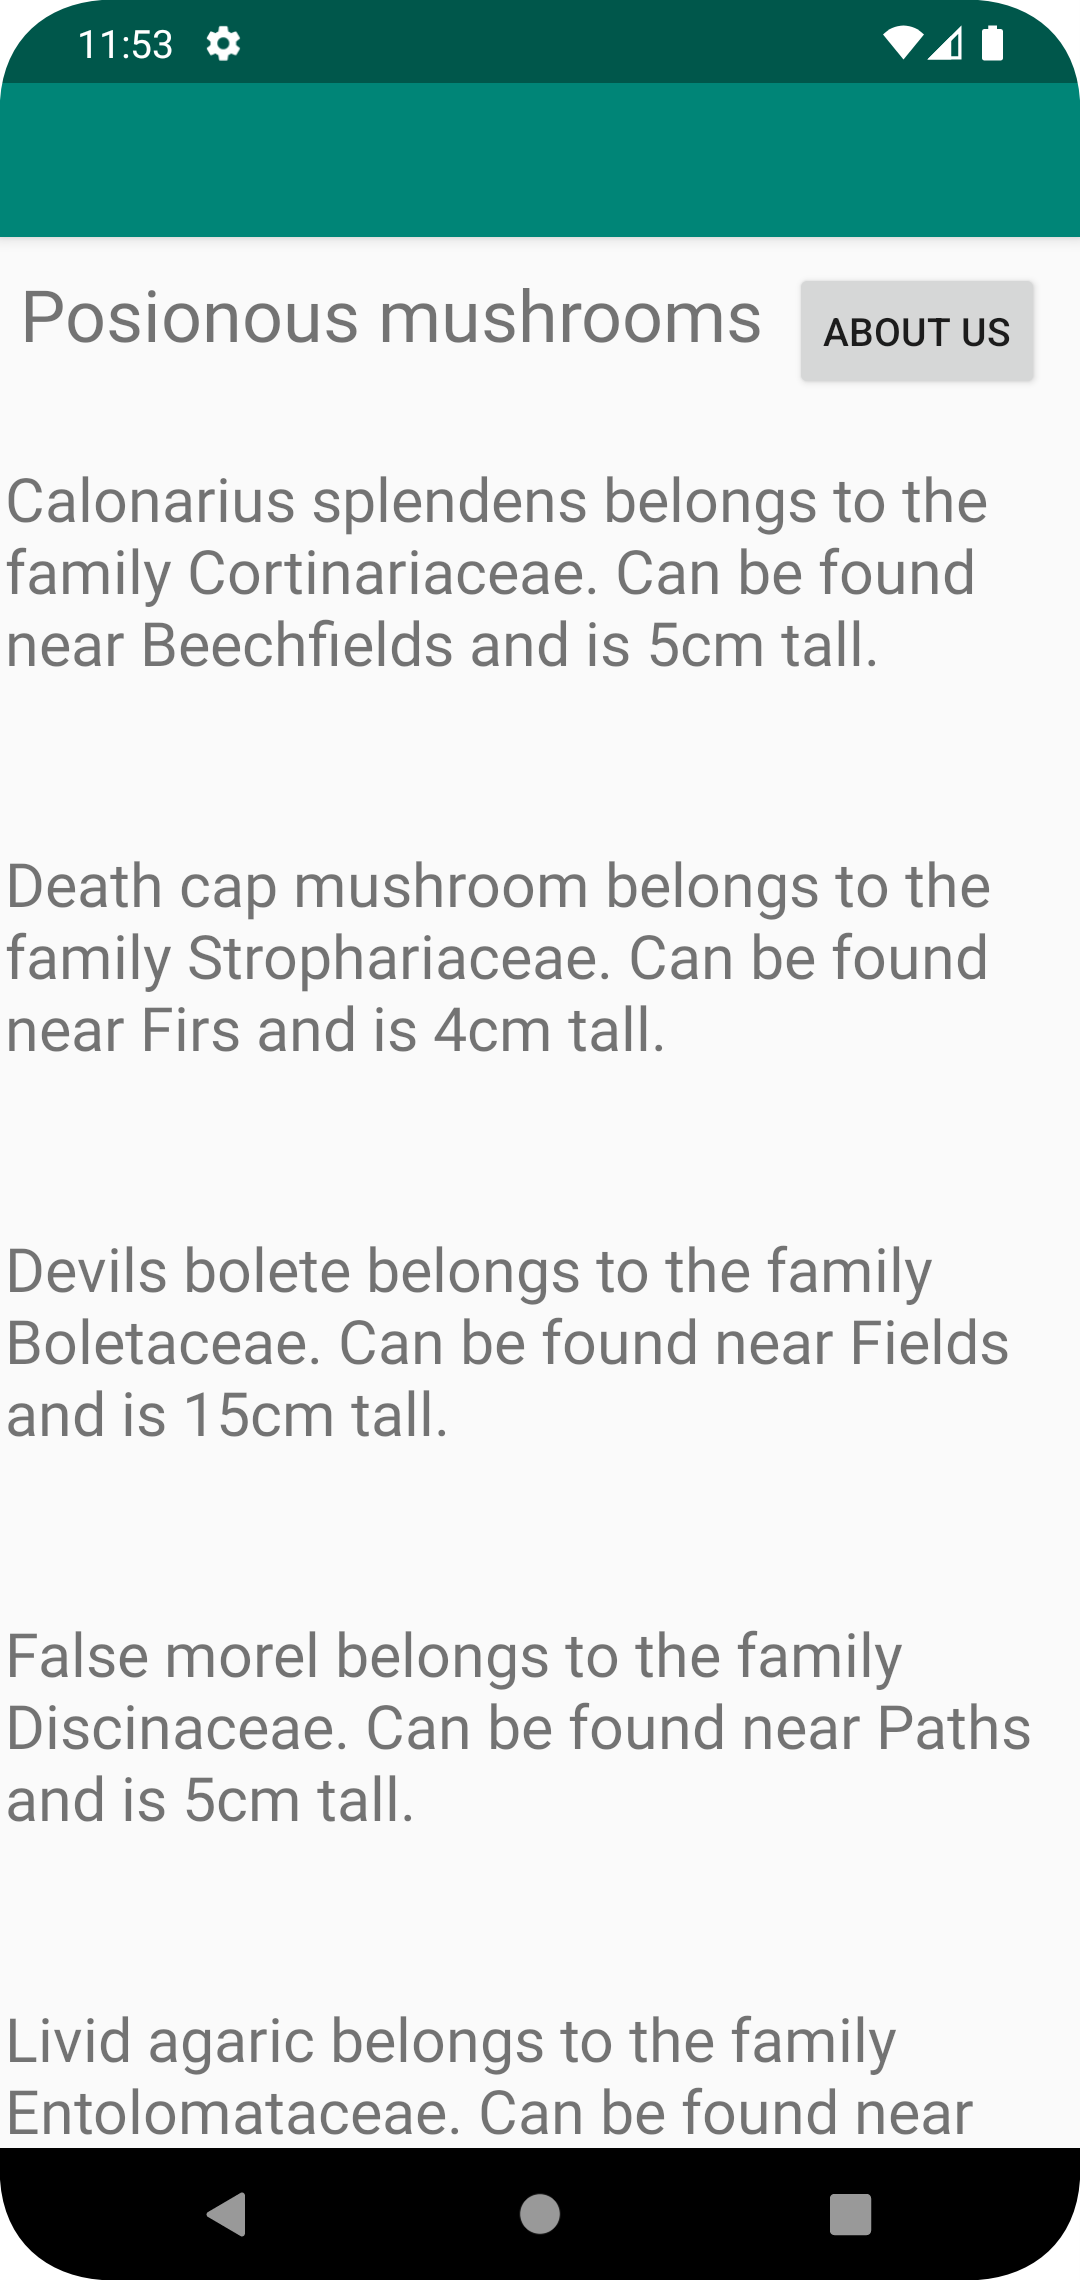 11:53
Posionous mushrooms
ABOUT US
Calonarius splendens belongs to the
family Cortinariaceae. Can be found
near Beechfields and is 5cm tall.
Death cap mushroom belongs to the
family Strophariaceae. Can be found
near Firs and is 4cm tall.
Devils bolete belongs to the family
Boletaceae. Can be found near Fields
and is 15cm tall.
False morel belongs to the family
Discinaceae. Can be found near Paths
and is 5cm tall.
Livid agaric belongs to the family
Entolomataceae. Can be found near